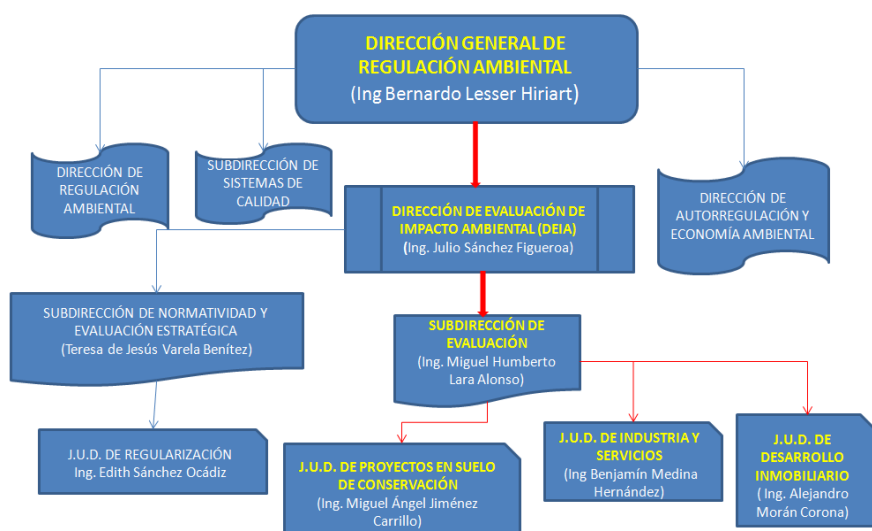 DIRECCIÓN GENERAL DE
REGULACIÓN AMBIENTAL
(Ing Bernardo Lesser Hiriart)
DIRECCIÓN DE
REGULACIÓN
AMBIENTAL
SUBDIRECCIÓN DE
SISTEMAS DE
CALIDAD
DIRECCIÓN DE EVALUACIÓN DE
IMPACTO AMBIENTAL (DEIA)
(Ing. Julio Sánchez Figueroa)
DIRECCIÓN DE
AUTORREGULACIÓN Y
ECONOMÍA AMBIENTAL
SUBDIRECCIÓN DE NORMATIVIDAD Y
EVALUACIÓN ESTRATÉGICA
(Teresa de Jesús Varela Benítez)
SUBDIRECCIÓN DE
EVALUACIÓN
(Ing. Miguel Humberto
Lara Alonso)
J.U.D. DE REGULARIZACIÓN
Ing. Edith Sánchez Ocádiz
J.U.D. DE PROYECTOS EN SUELO
DE CONSERVACIÓN
(Ing. Miguel Ángel Jiménez
Carrillo)
J.U.D. DE INDUSTRIA Y
SERVICIOS
(Ing Benjamín Medina
Hernández)
J.U.D. DE
DESARROLLO
INMOBILIARIO
( Ing. Alejandro
Morán Corona)